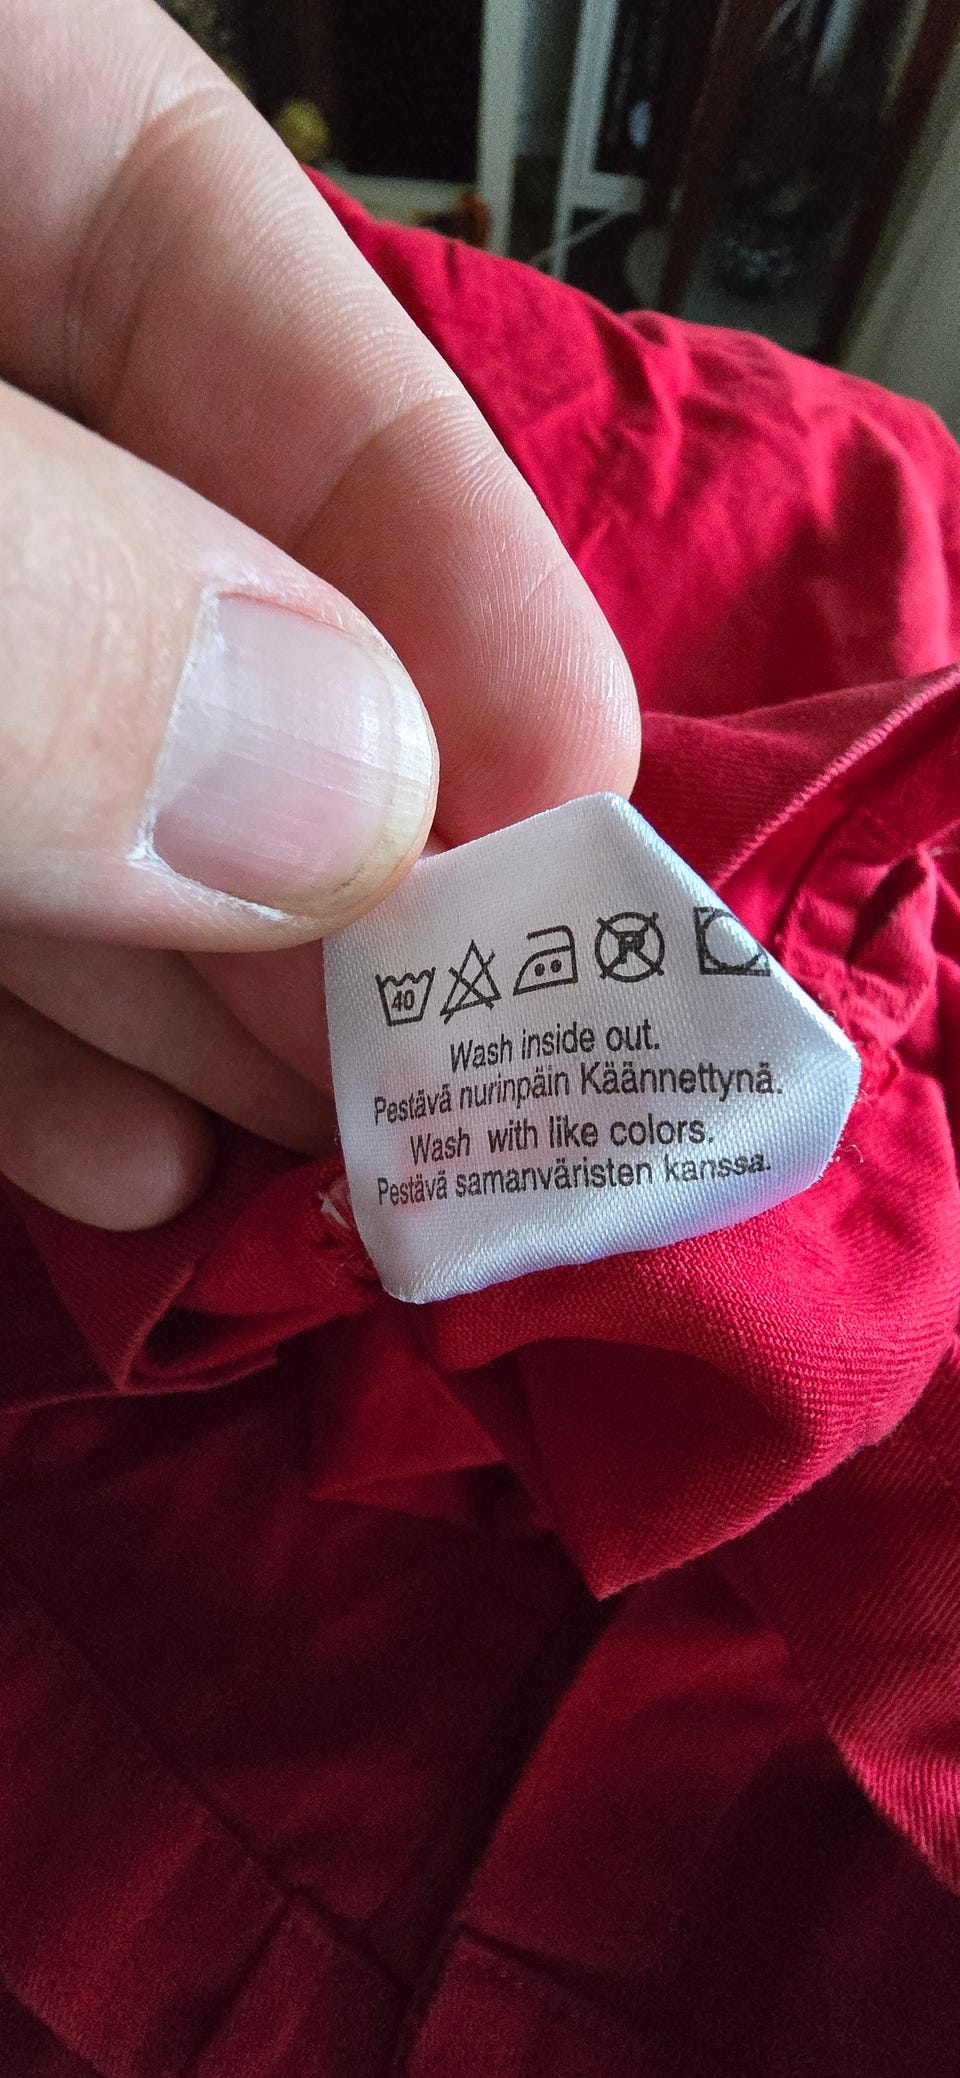 40 P
Wash inside out.
Pestävä nurinpäin Käännettynä.
Wash with like colors.
Pestävä samanväristen kanssa.